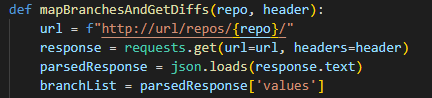 def mapBranchesAndGetDiffs(repo, header):
    url = f"http://url/repos/{repo}/"
    response = requests.get(url=url, headers=header)
    parsedResponse = json.loads(response.text)
    branchList = parsedResponse['values']